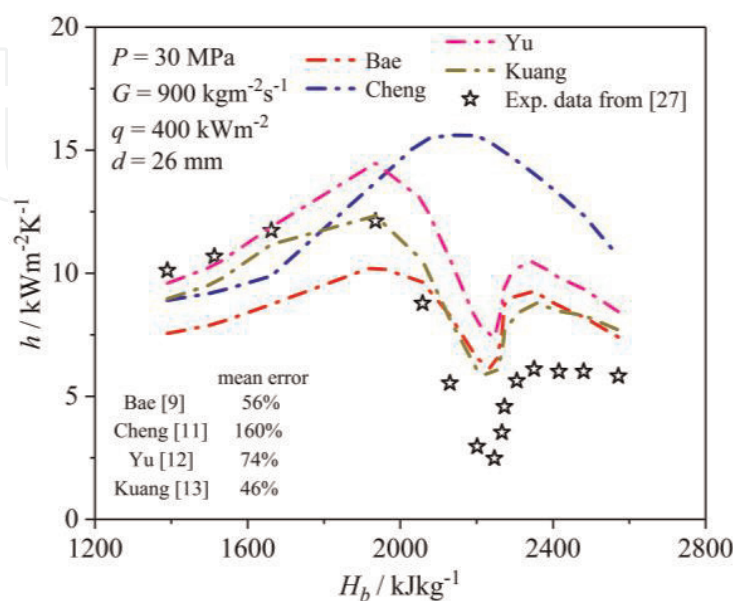 20
15
10
5
0
h / kWm-2K-1
P = 30 MPa
G = 900 kgm-2s-1
q = 400 kWm-2
d = 26 mm
Bae
Cheng
Yu
Kuang
Exp. data from [27]
mean error
Bae [9] 56%
Cheng [11] 160%
Yu [12] 74%
Kuang [13] 46%
1200 1600 2000 2400 2800
Hb / kJkg-1